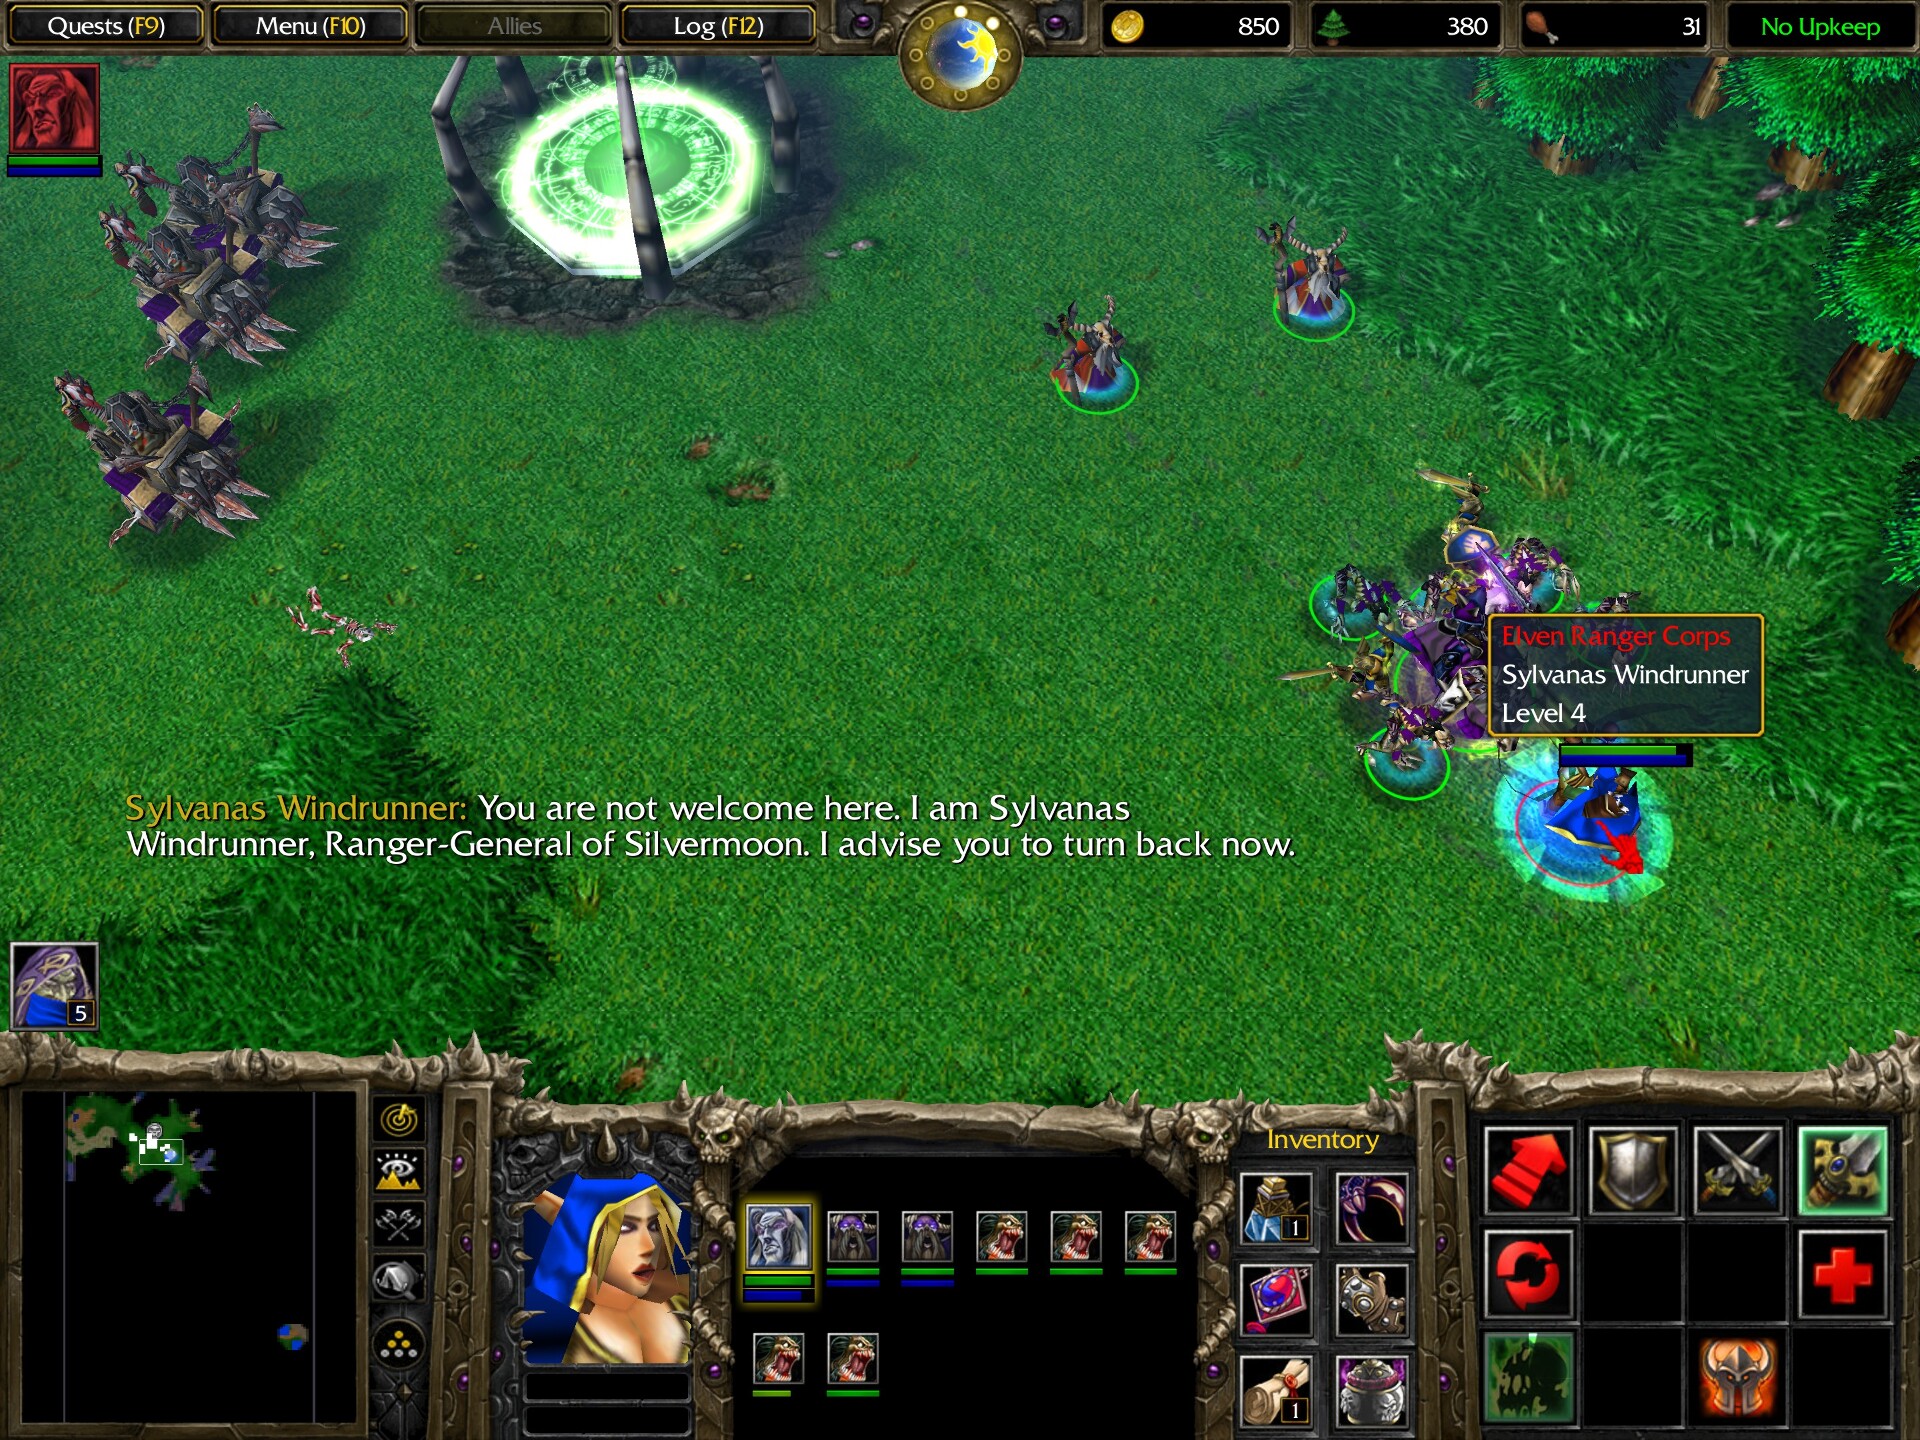 Quests (F9) Menu (F10) Allies Log (F12) 850 380 31 No Upkeep
Elven Ranger Corps
Sylvanas Windrunner
Level 4
Sylvanas Windrunner: You are not welcome here. I am Sylvanas
Windrunner, Ranger-General of Silvermoon. I advise you to turn back now.
5
Inventory
1
1